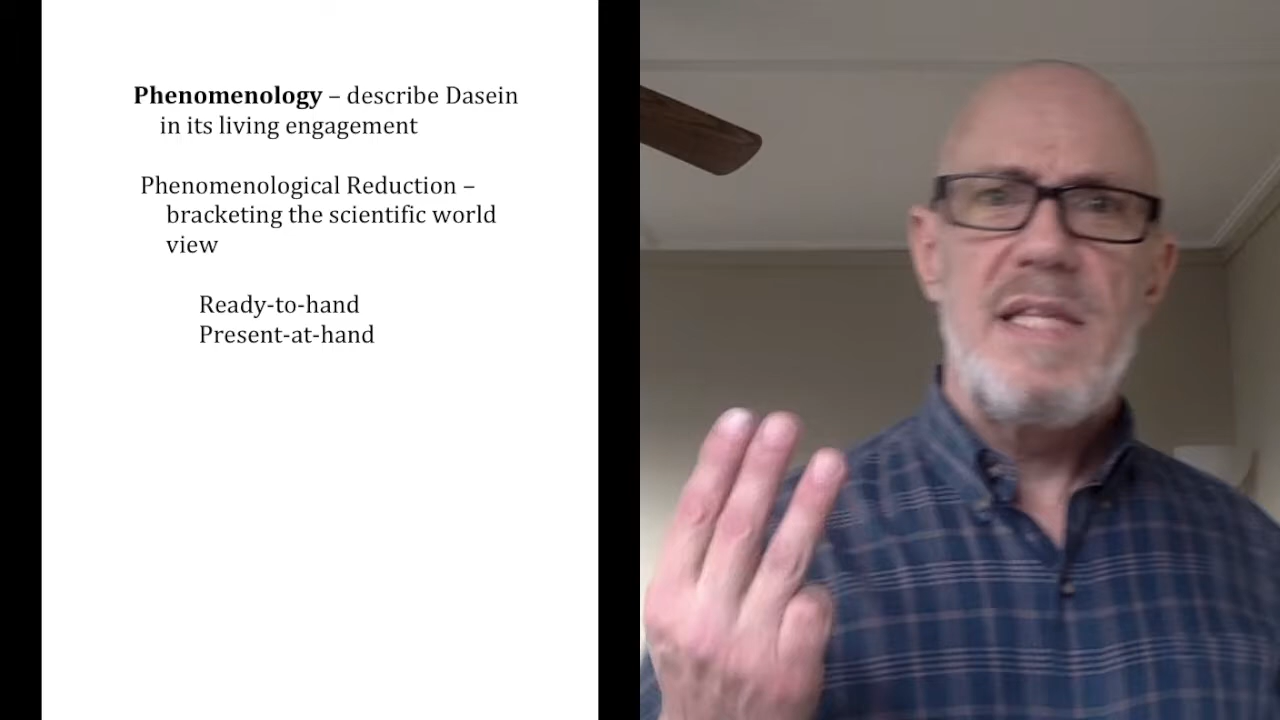 Phenomenology – describe Dasein
in its living engagement
Phenomenological Reduction –
bracketing the scientific world
view
Ready-to-hand
Present-at-hand